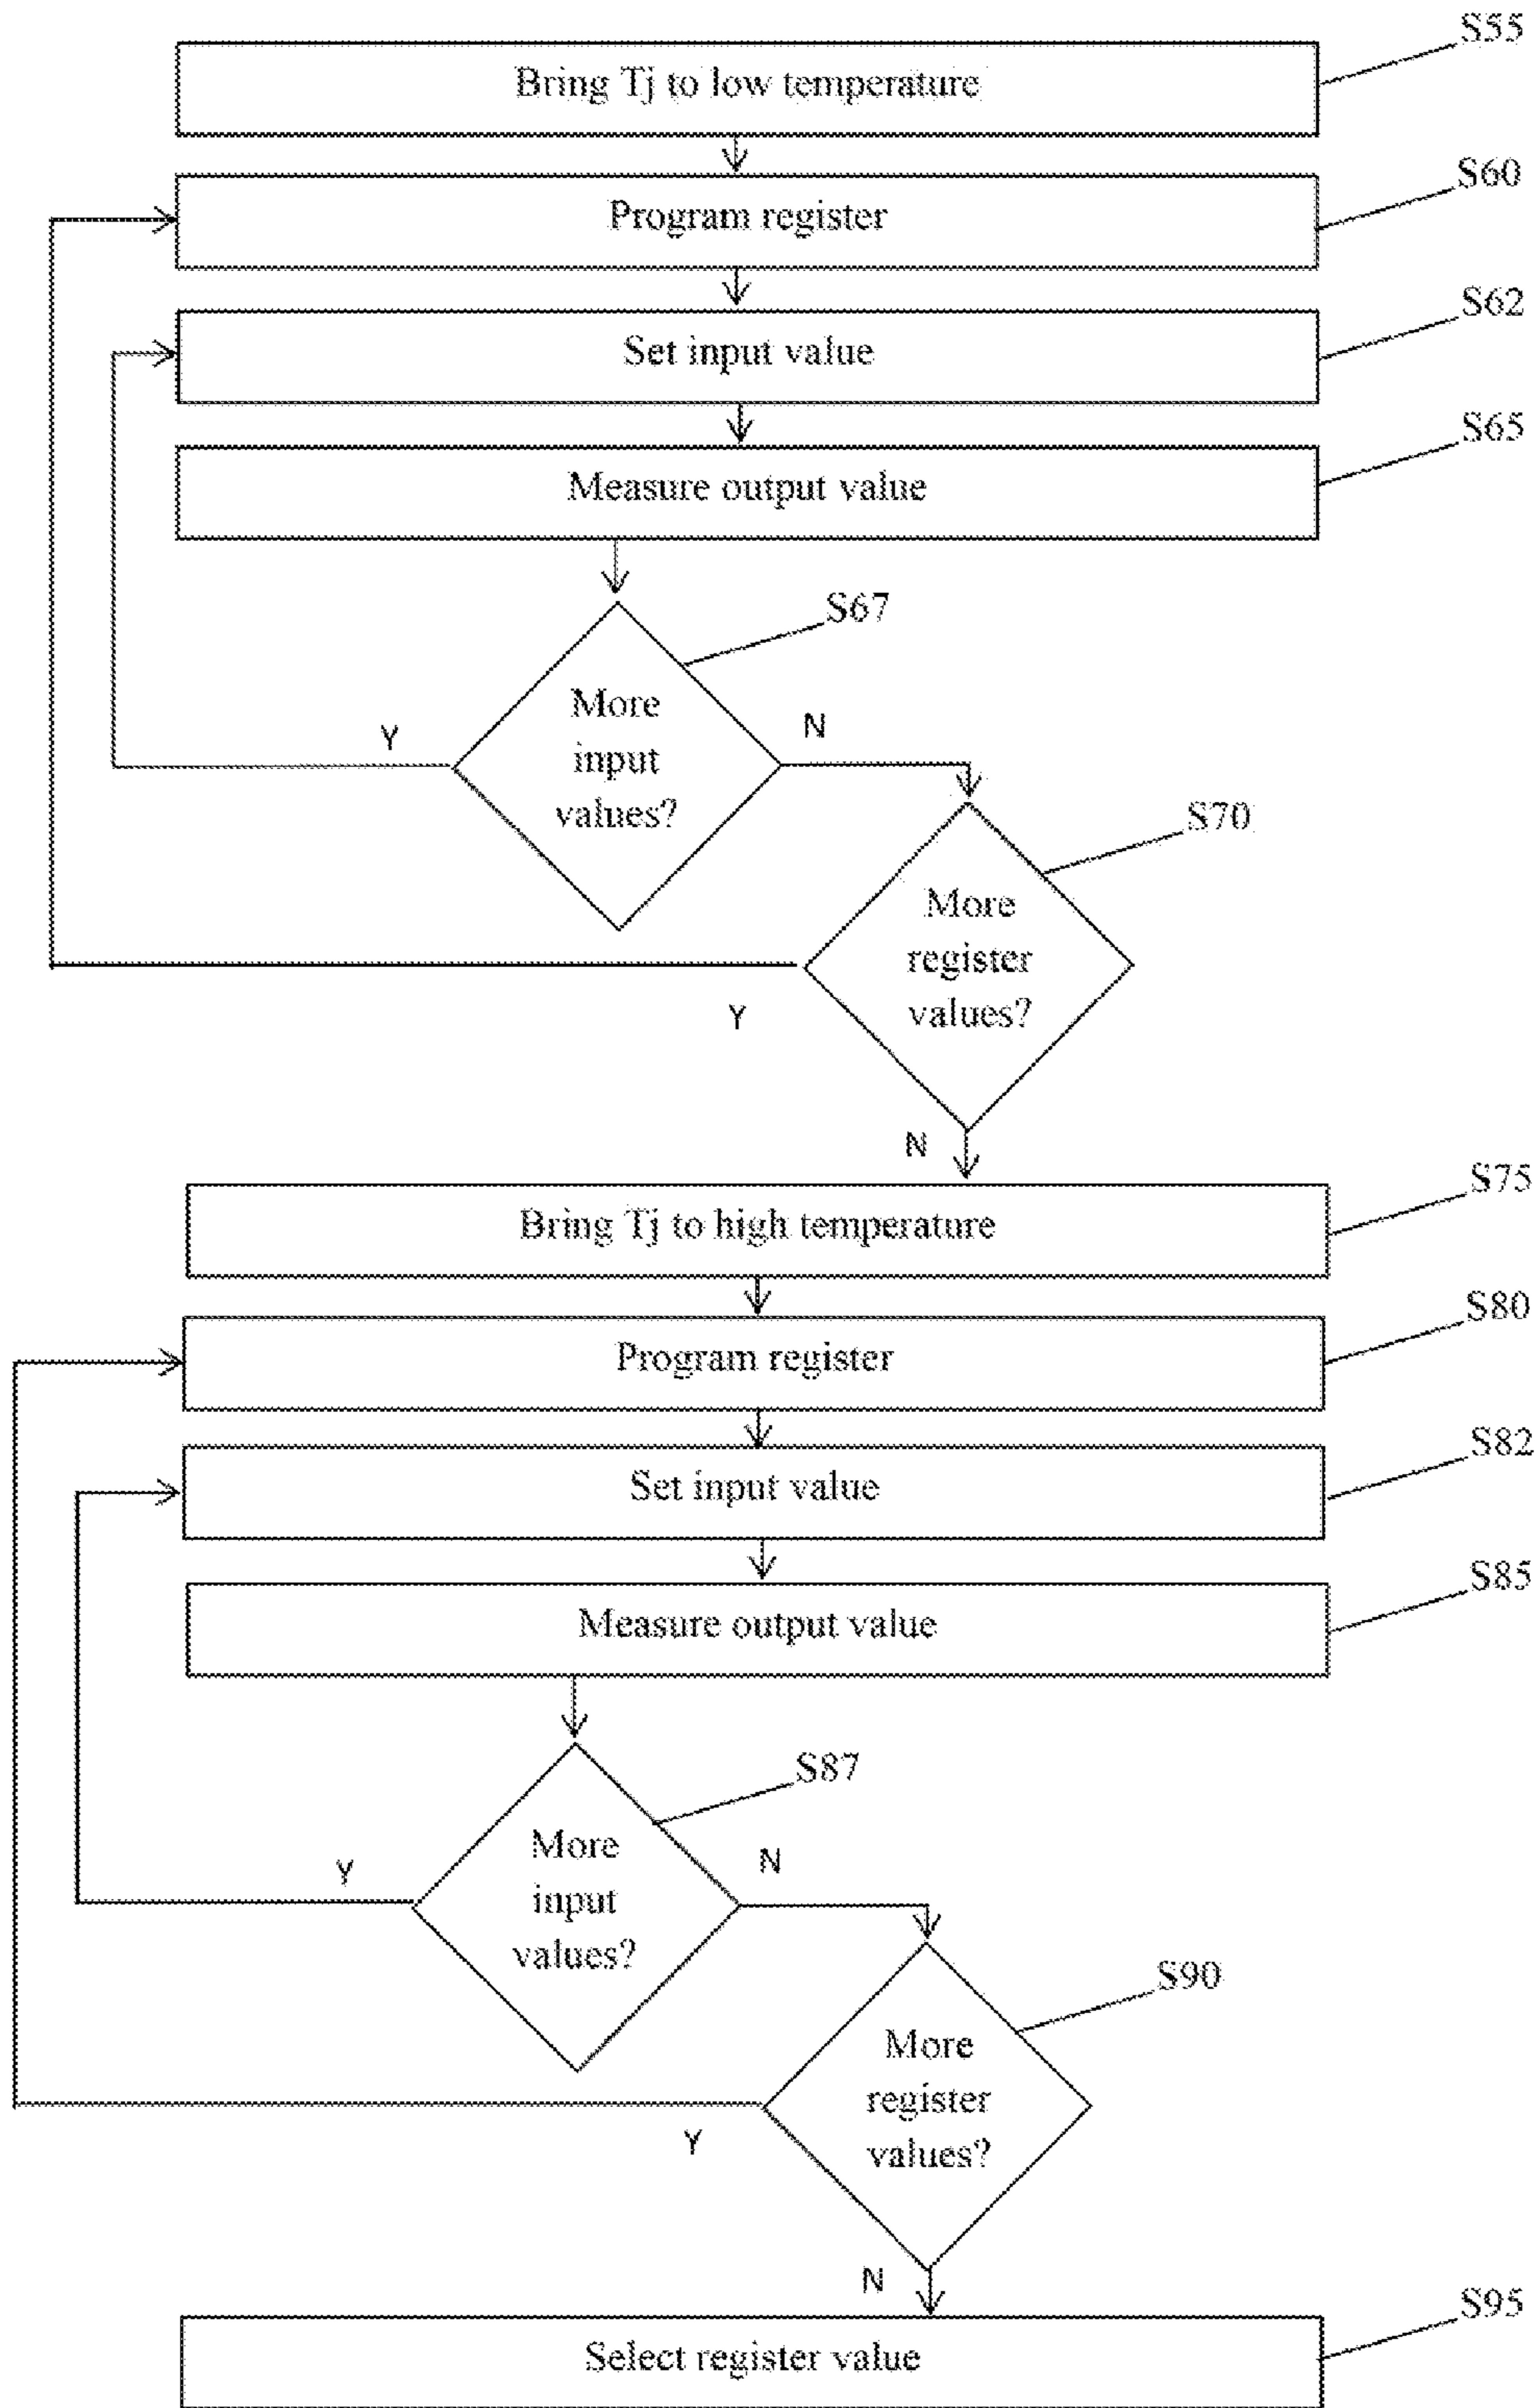 S55
Bring Tj to low temperature
S60
Program register
S62
Set input value
S65
Measure output value
S67
More
input
values?
Y
N
S70
More
register
values?
Y
N
S75
Bring Tj to high temperature
S80
Program register
S82
Set input value
S85
Measure output value
S87
More
input
values?
Y
N
S90
More
register
values?
Y
N
S95
Select register value